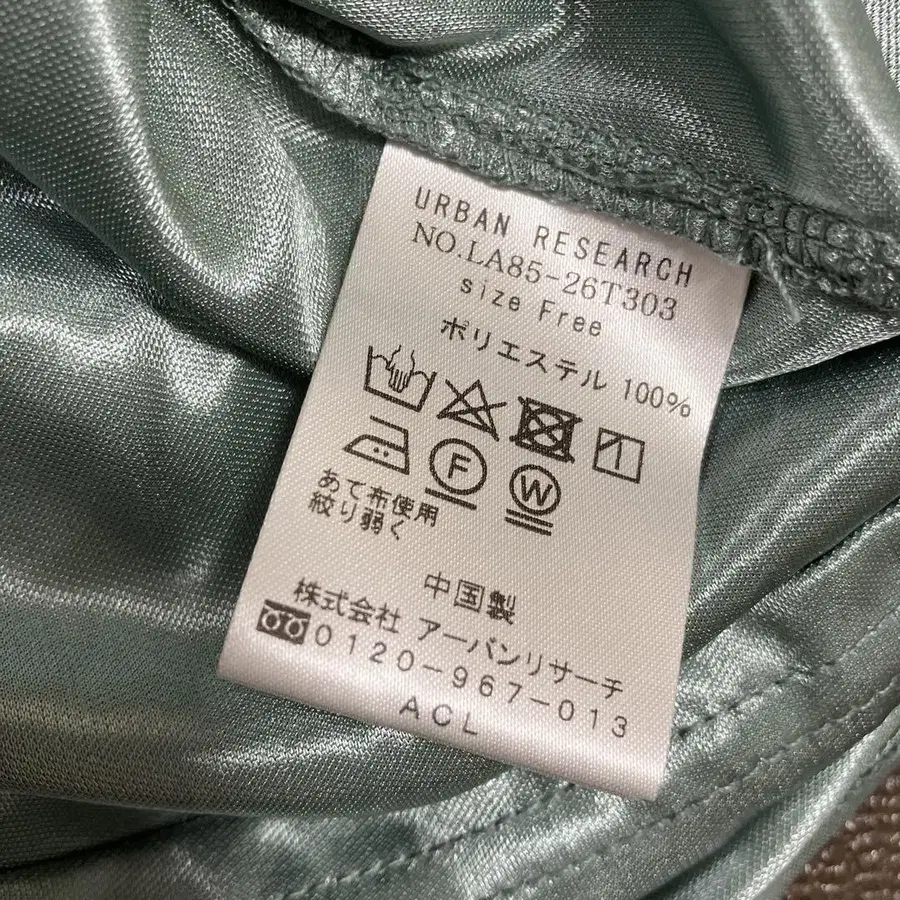 URBAN RESEARCH
NO.LA85-26T303
size Free
ポリエステル 100%
F
W
あて布使用
絞り弱く
中国製
株式会社 アーバンリサーチ
0120-967-013
ACL